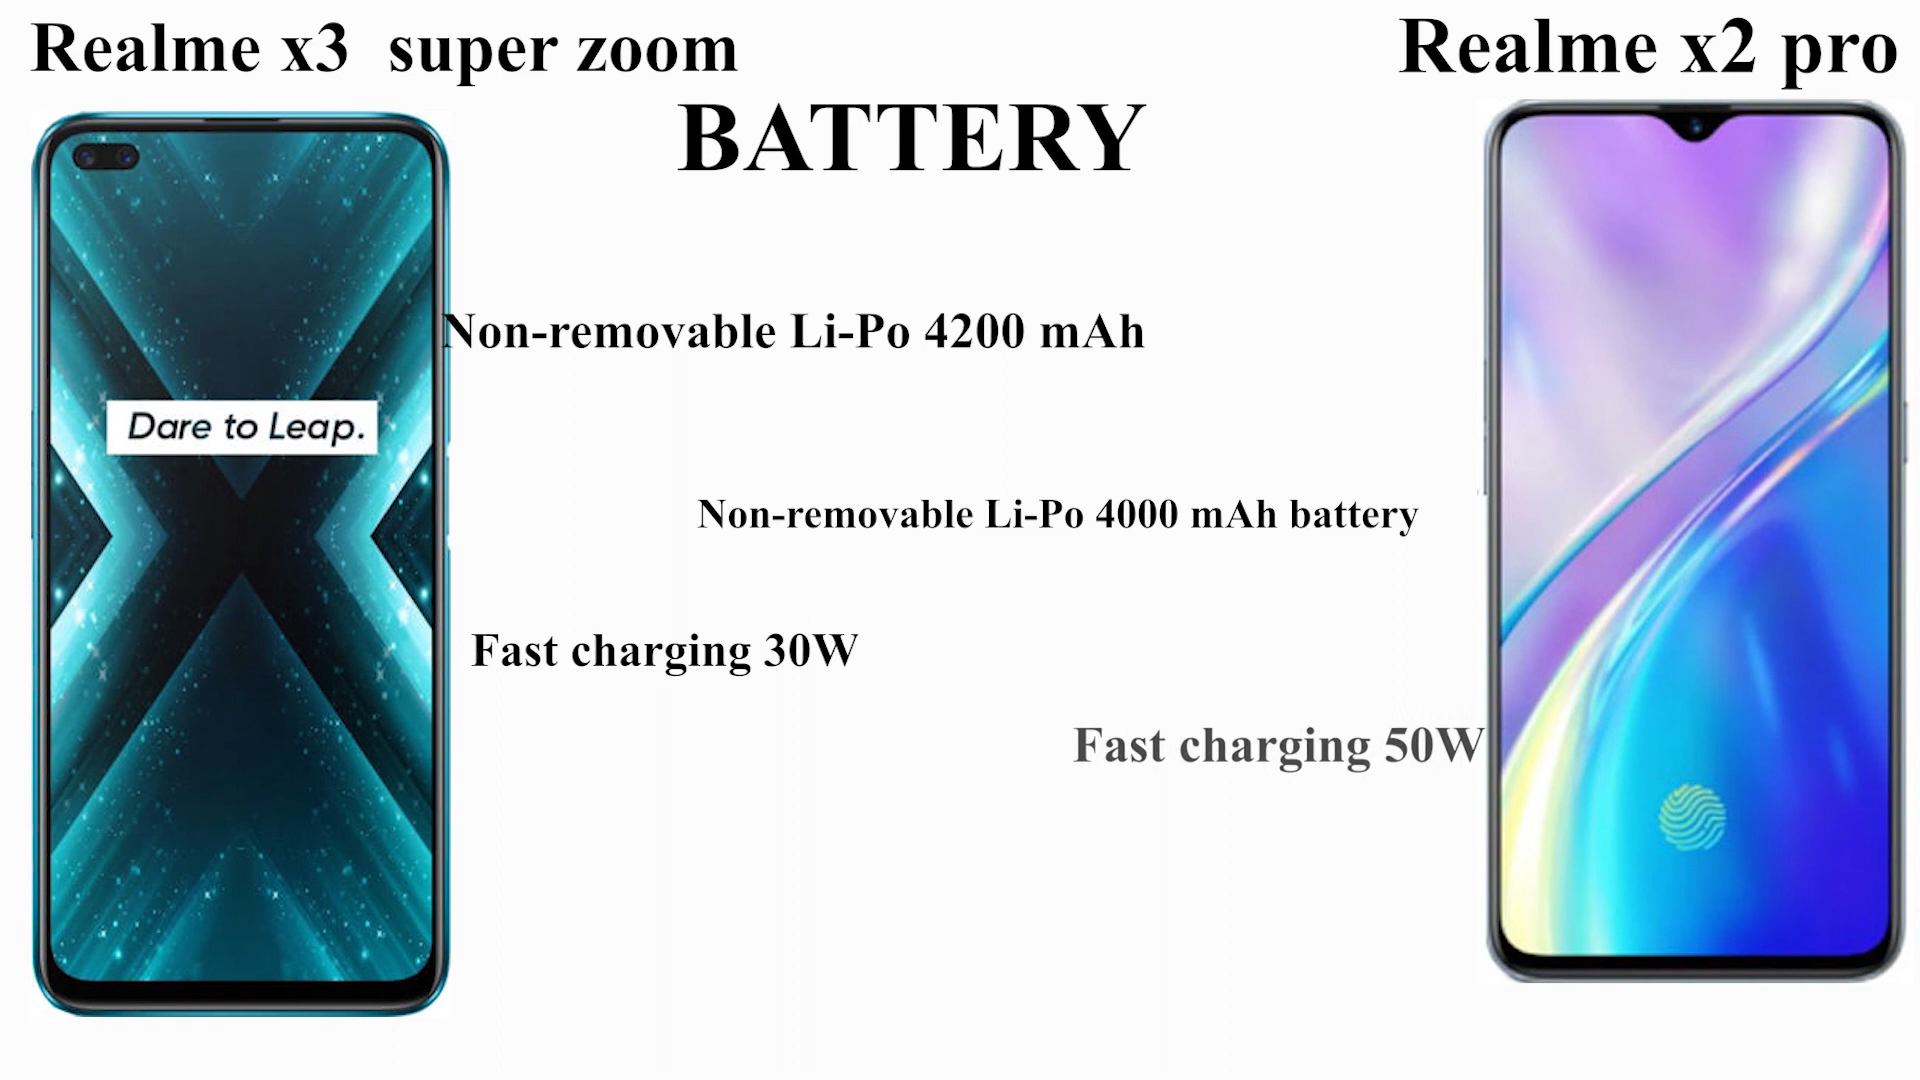 Realme x3 super zoom
Realme x2 pro
BATTERY
Non-removable Li-Po 4200 mAh
Dare to Leap.
Non-removable Li-Po 4000 mAh battery
Fast charging 30W
Fast charging 50W